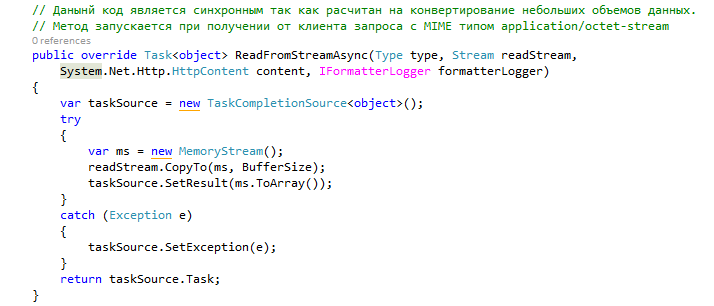 // Данынй код является синхронным так как расчитан на конвертирование небольших объемов данных.
// Метод запускается при получении от клиента запроса с MIME типом application/octet-stream
0 references
public override Task<object> ReadFromStreamAsync(Type type, Stream readStream,
System.Net.Http.HttpContent content, IFormatterLogger formatterLogger)
{
var taskSource = new TaskCompletionSource<object>();
try
{
var ms = new MemoryStream();
readStream.CopyTo(ms, BufferSize);
taskSource.SetResult(ms.ToArray());
}
catch (Exception e)
{
taskSource.SetException(e);
}
return taskSource.Task;
}